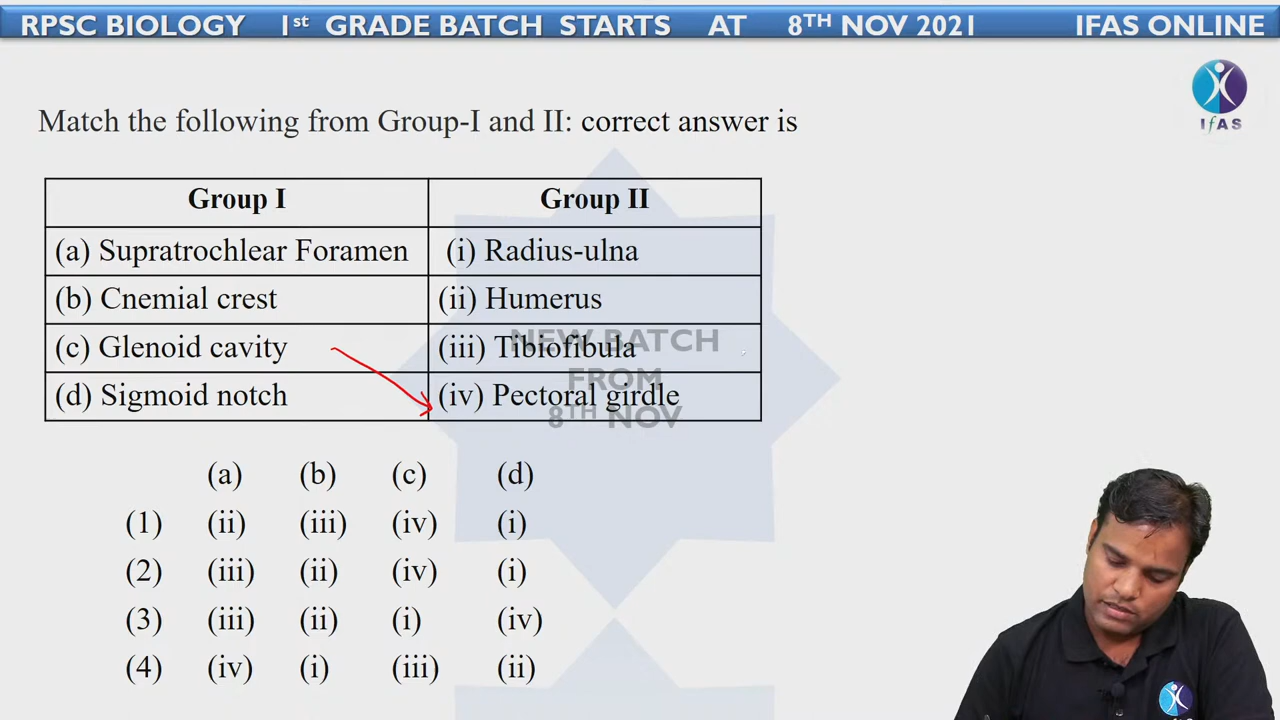 RPSC BIOLOGY 1st GRADE BATCH STARTS AT 8TH NOV 2021 IFAS ONLINE
IfAS
Match the following from Group-I and II: correct answer is
Group I Group II
(a) Supratrochlear Foramen (i) Radius-ulna
(b) Cnemial crest (ii) Humerus
(c) Glenoid cavity (iii) Tibiofibula
(d) Sigmoid notch (iv) Pectoral girdle
NEW BATCH
FROM
8TH NOV
(a) (b) (c) (d)
(1) (ii) (iii) (iv) (i)
(2) (iii) (ii) (iv) (i)
(3) (iii) (ii) (i) (iv)
(4) (iv) (i) (iii) (ii)